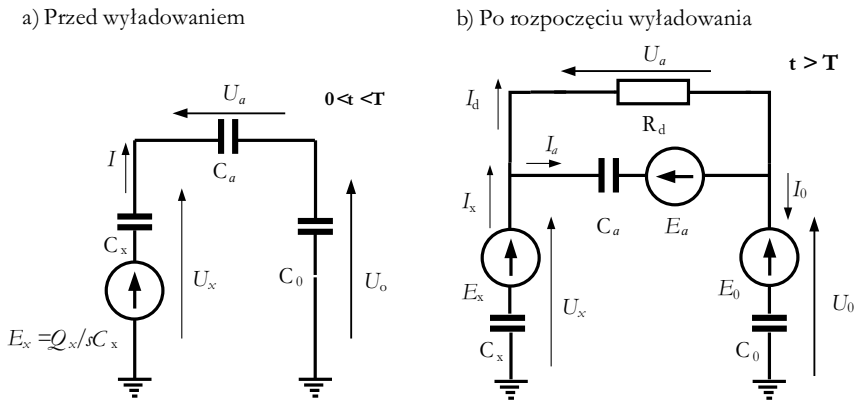 a) Przed wyładowaniem
U_a
0<t <T
I
C_a
C_x
U_x
C_0
U_o
E_x =Q_x/sC_x
b) Po rozpoczęciu wyładowania
U_a
t > T
I_d
R_d
I_a
I_x
I_0
C_a
E_a
E_x
U_x
E_0
U_0
C_x
C_0